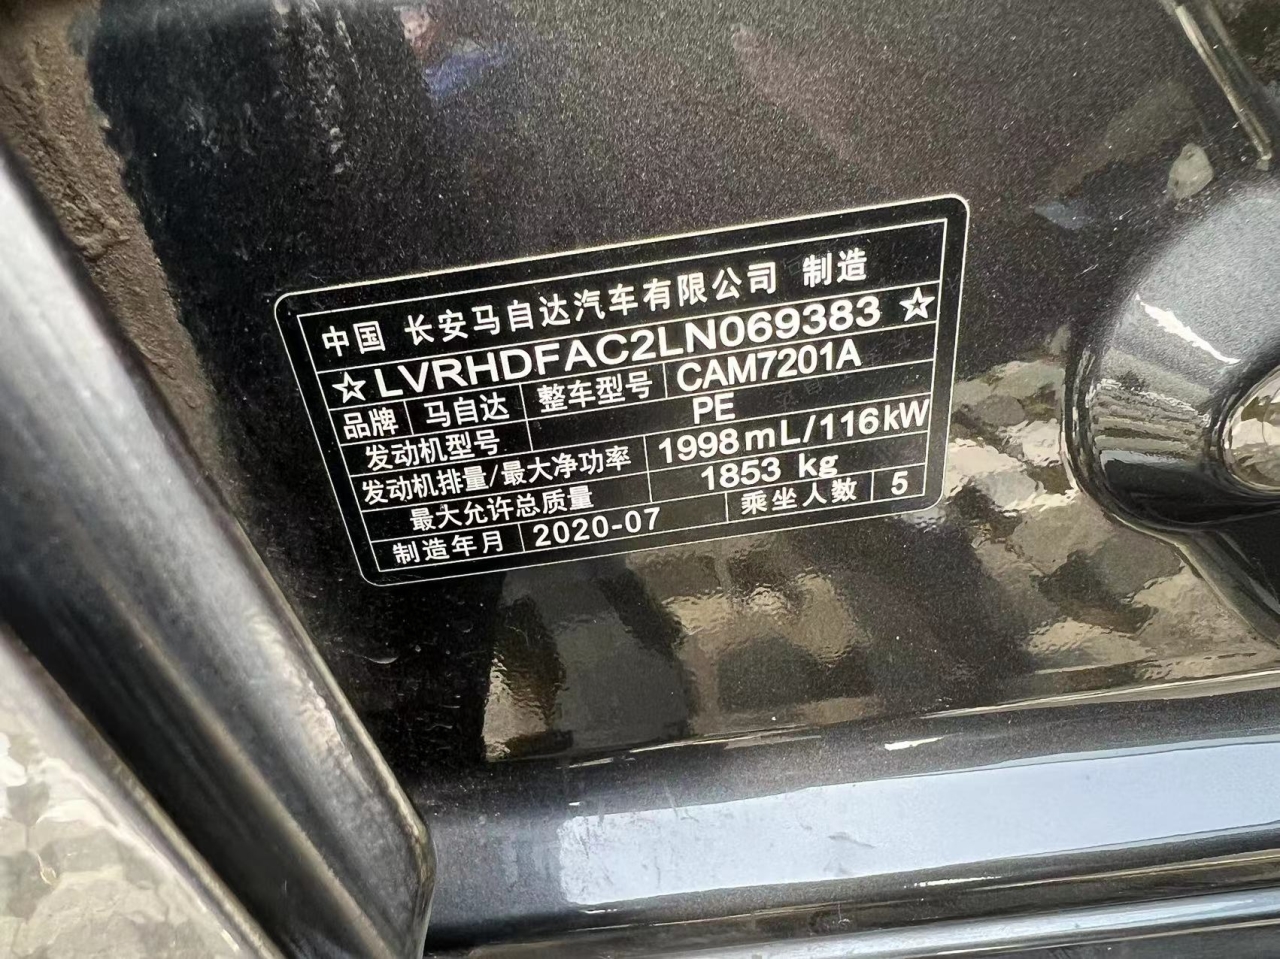 中国 长安马自达汽车有限公司 制造
☆LVRHDFAC2LN069383☆
品牌 马自达 整车型号 CAM7201A
发动机型号 PE
发动机排量/最大净功率 1998mL/116kW
最大允许总质量 1853 kg
制造年月 2020-07 乘坐人数 5